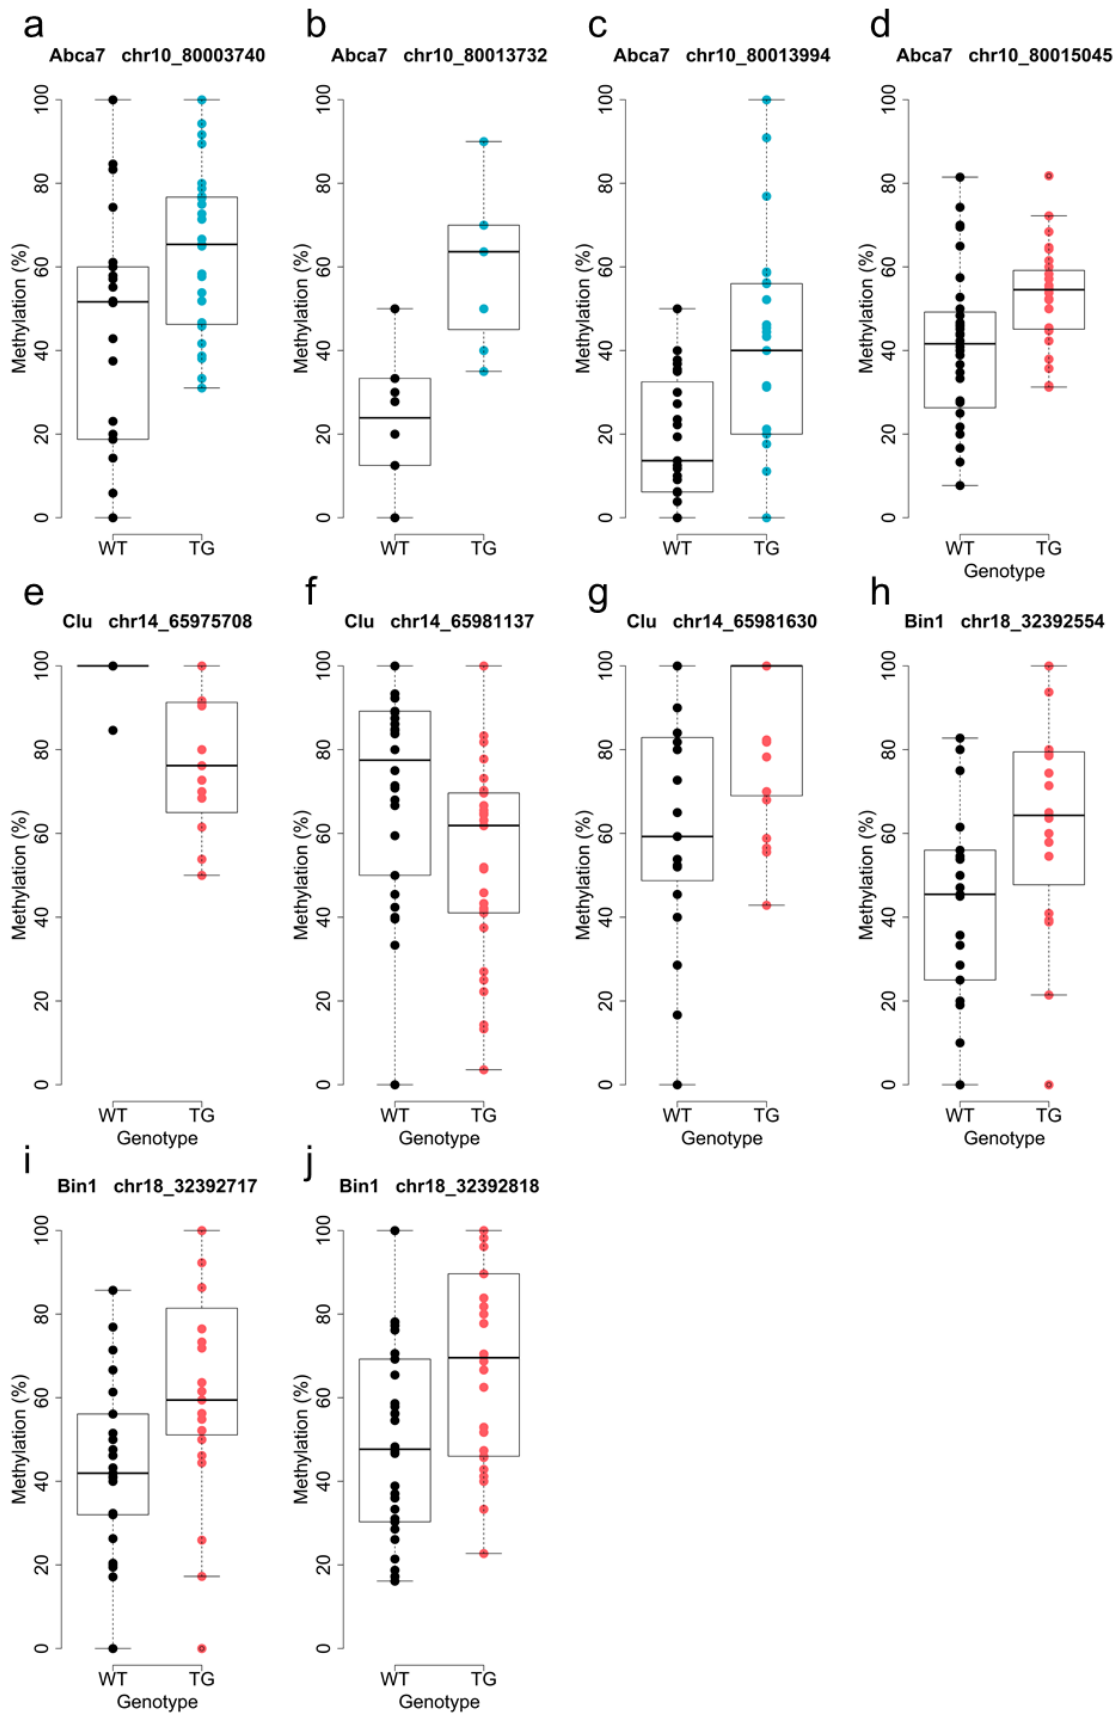 a
b
c
d
Abca7 chr10_80003740
Abca7 chr10_80013732
Abca7 chr10_80013994
Abca7 chr10_80015045
Methylation (%)
0 20 40 60 80 100
WT TG
Methylation (%)
0 20 40 60 80 100
WT TG
Methylation (%)
0 20 40 60 80 100
WT TG
Methylation (%)
0 20 40 60 80 100
WT TG
Genotype
e
f
g
h
Clu chr14_65975708
Clu chr14_65981137
Clu chr14_65981630
Bin1 chr18_32392554
Methylation (%)
0 20 40 60 80 100
WT TG
Genotype
Methylation (%)
0 20 40 60 80 100
WT TG
Genotype
Methylation (%)
0 20 40 60 80 100
WT TG
Genotype
Methylation (%)
0 20 40 60 80 100
WT TG
Genotype
i
j
Bin1 chr18_32392717
Bin1 chr18_32392818
Methylation (%)
0 20 40 60 80 100
WT TG
Genotype
Methylation (%)
0 20 40 60 80 100
WT TG
Genotype